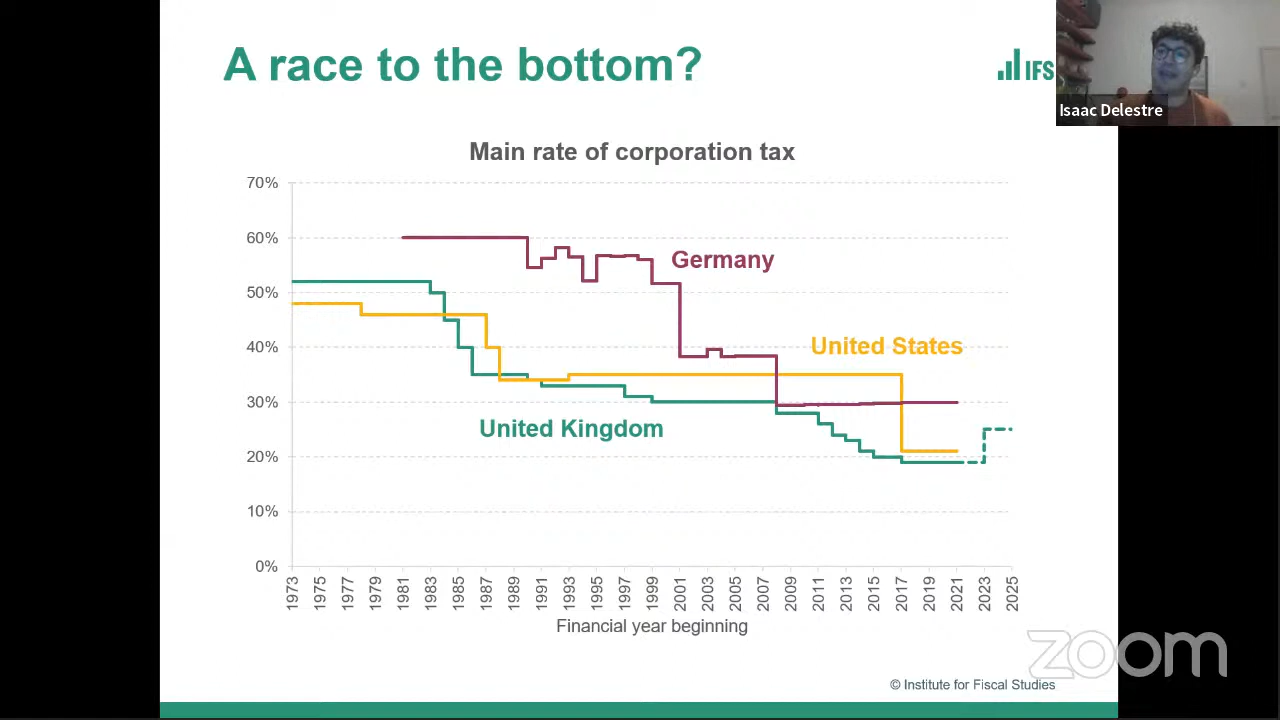 A race to the bottom?
IFS
Isaac Delestre
Main rate of corporation tax
70%
60%
50%
40%
30%
20%
10%
0%
Germany
United States
United Kingdom
1973 1975 1977 1979 1981 1983 1985 1987 1989 1991 1993 1995 1997 1999 2001 2003 2005 2007 2009 2011 2013 2015 2017 2019 2021 2023 2025
Financial year beginning
zoom
© Institute for Fiscal Studies